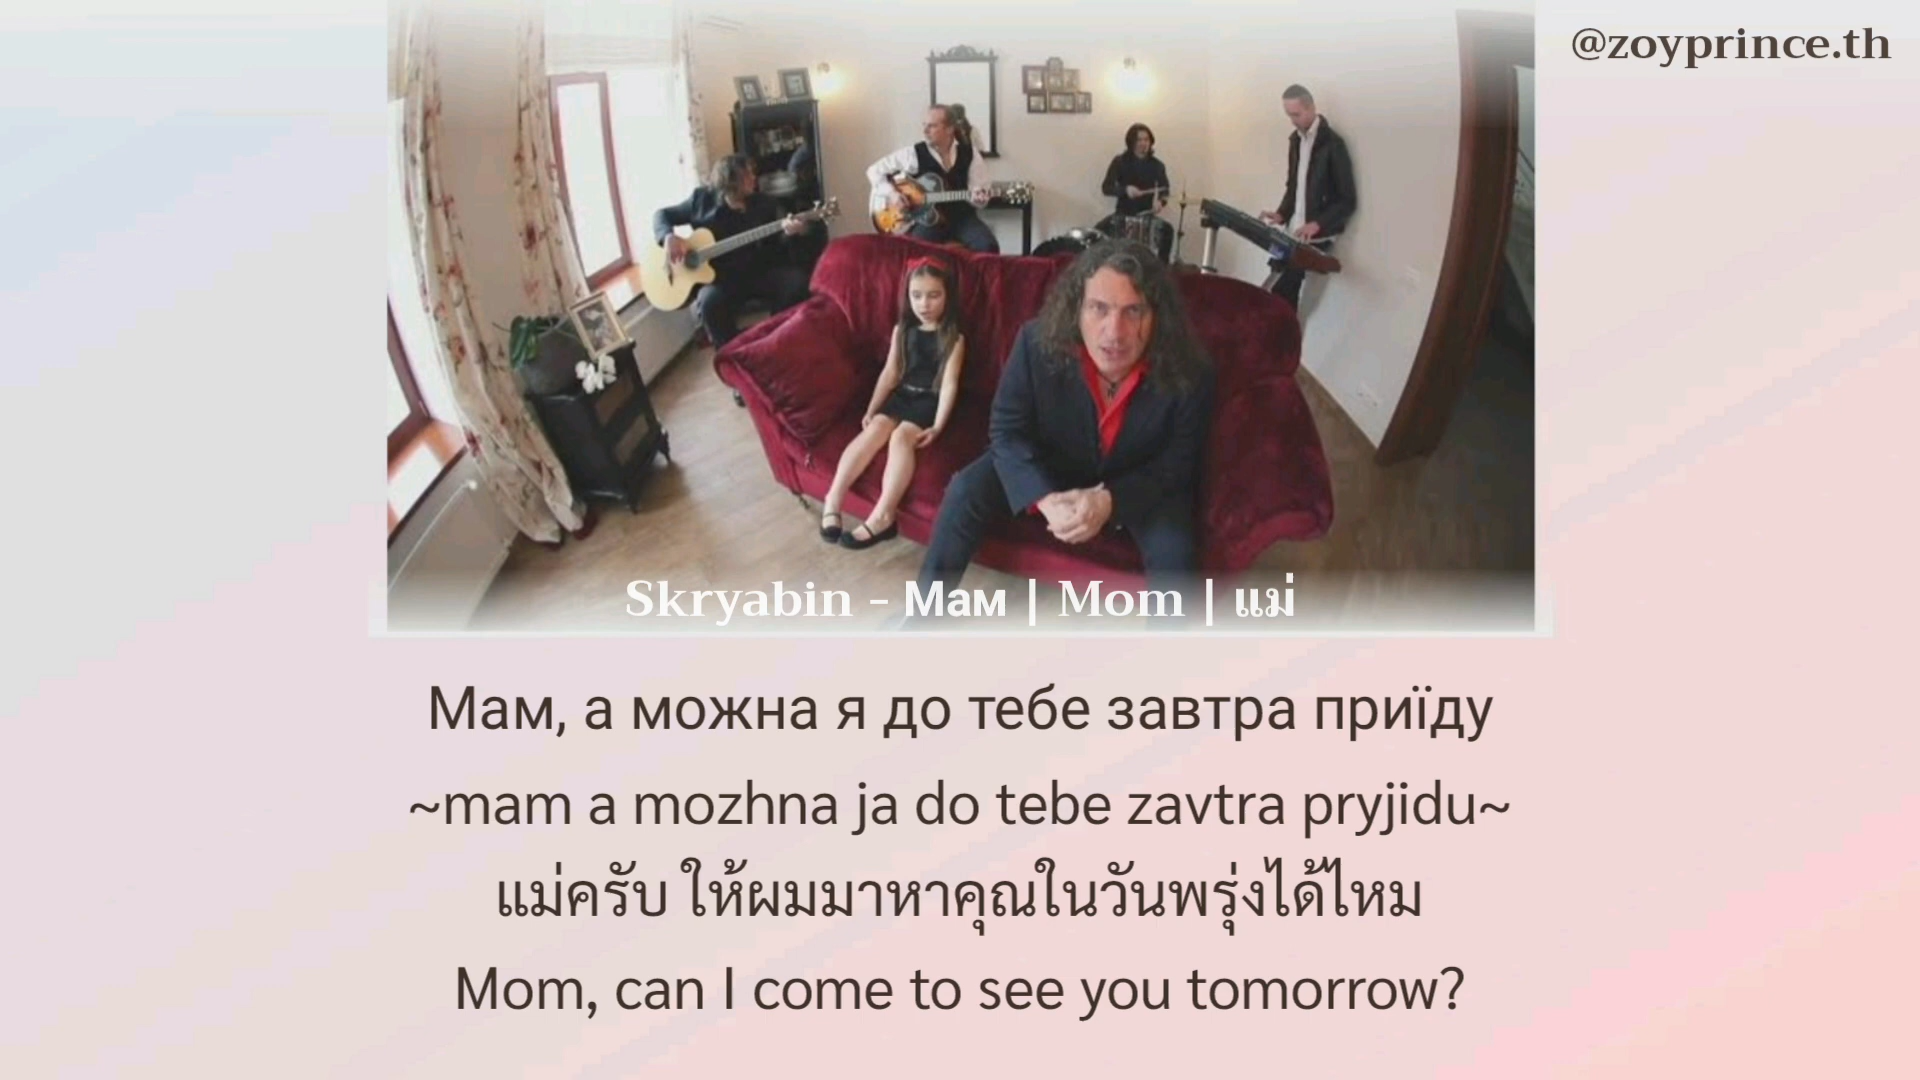 @zoyprince.th
Skryabin - Мам | Mom | แม่
Мам, а можна я до тебе завтра приїду
~mam a mozhna ja do tebe zavtra pryjidu~
แม่ครับ ให้ผมมาหาคุณในวันพรุ่งได้ไหม
Mom, can I come to see you tomorrow?